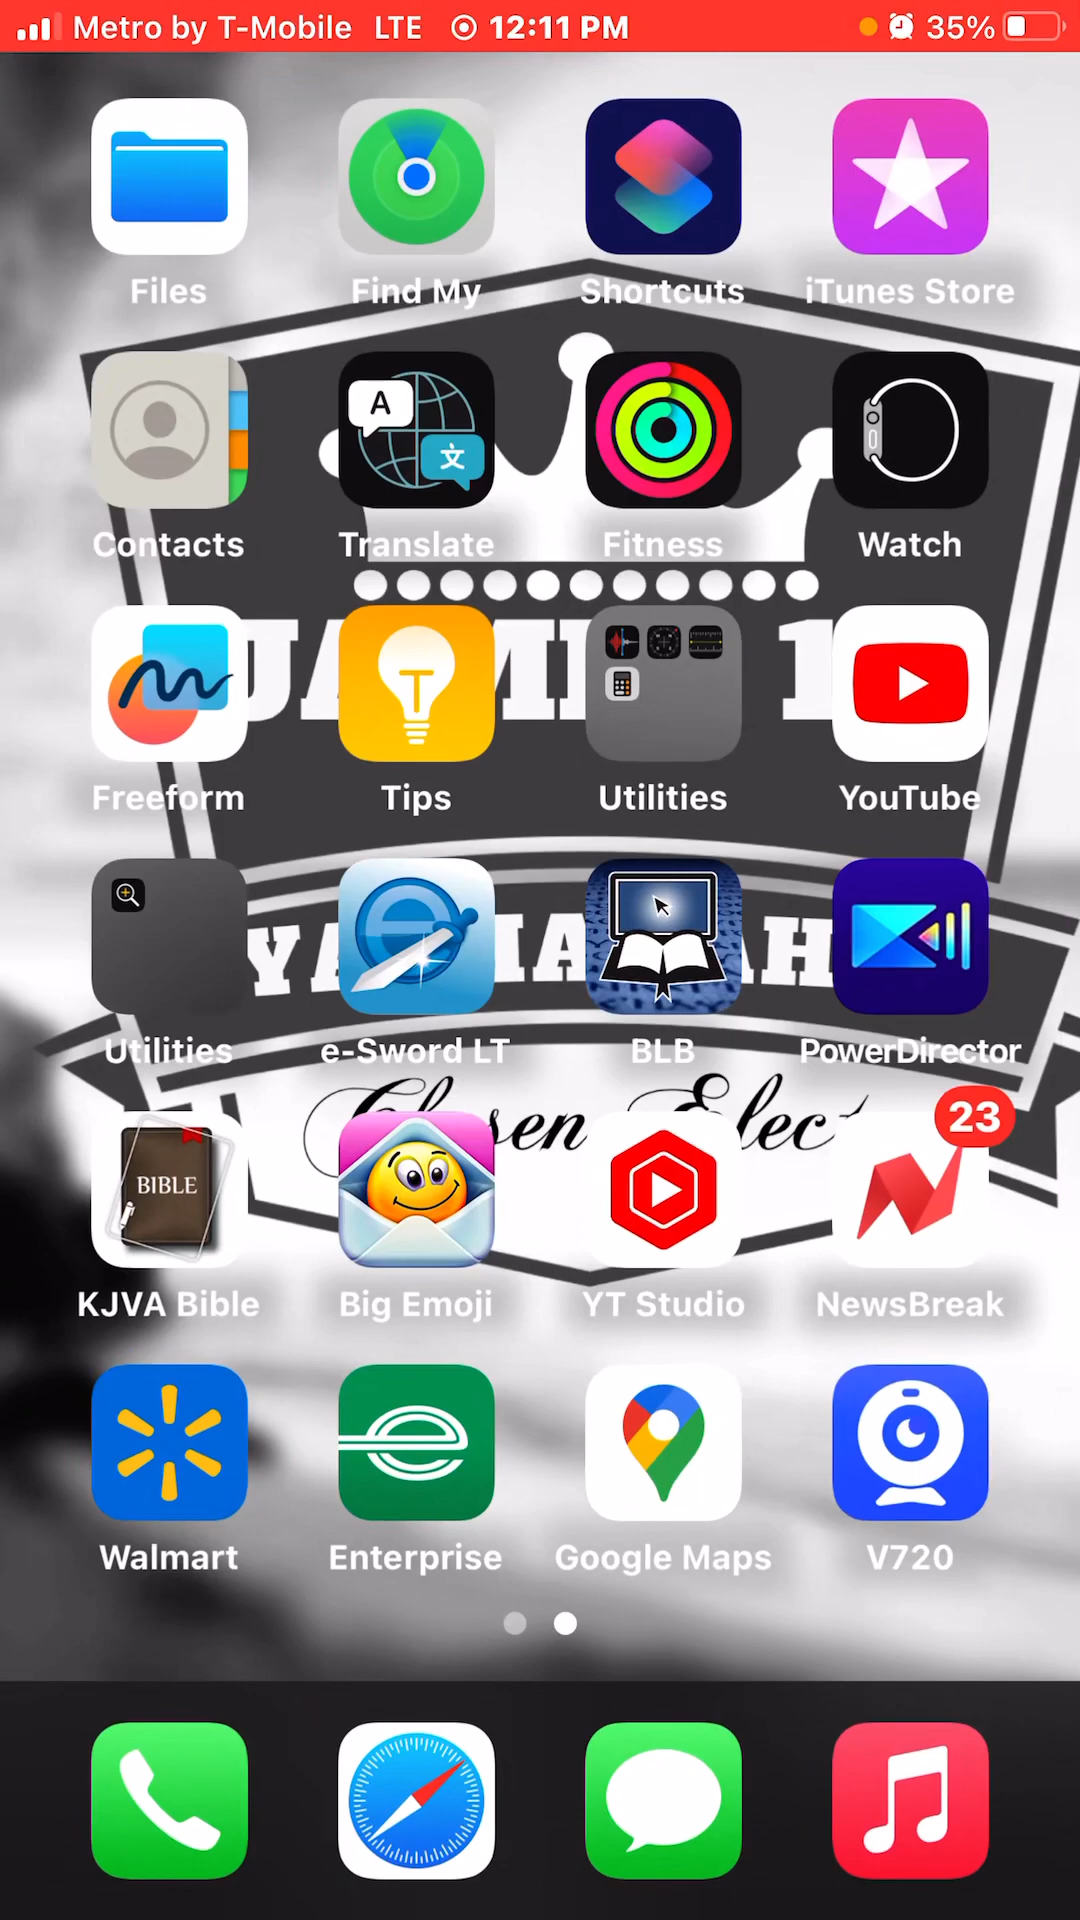 Metro by T-Mobile LTE 12:11 PM 35%
Files Find My Shortcuts iTunes Store
A 文
Contacts Translate Fitness Watch
Freeform Tips Utilities YouTube
Utilities e-Sword LT BLB PowerDirector
23
BIBLE
KJVA Bible Big Emoji YT Studio NewsBreak
Walmart Enterprise Google Maps V720